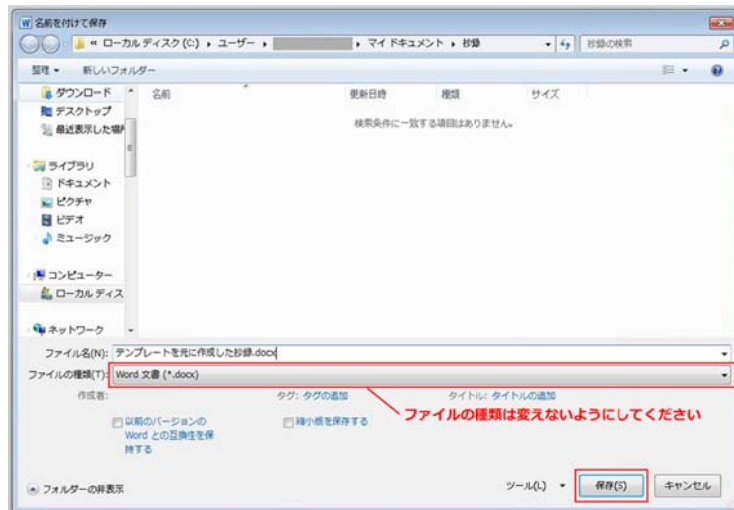 名前を付けて保存
« ローカル ディスク (C:) ▸ ユーザー ▸ ▸ マイ ドキュメント ▸ 抄録
抄録の検索
整理 ▼ 新しいフォルダー
ダウンロード
デスクトップ
最近表示した場所
名前 更新日時 種類 サイズ
検索条件に一致する項目はありません。
ライブラリ
ドキュメント
ピクチャ
ビデオ
ミュージック
コンピューター
ローカル ディス
ネットワーク
ファイル名(N): テンプレートを元に作成した抄録.docx
ファイルの種類(T): Word 文書 (*.docx)
作成者: タグ: タグの追加 タイトル: タイトルの追加
ファイルの種類は変えないようにしてください
以前のバージョンの
Word との互換性を保
持する
縮小版を保存する
フォルダーの非表示
ツール(L) ▼ 保存(S) キャンセル